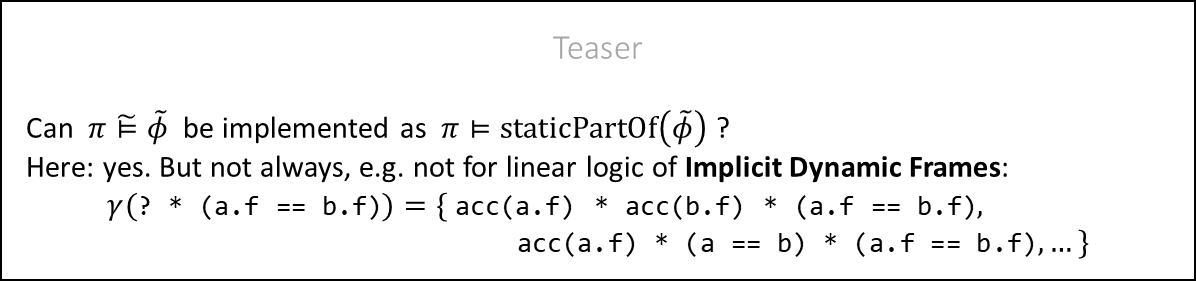 Teaser
Can π ⊨̃ ϕ̃ be implemented as π ⊨ staticPartOf(ϕ̃) ?
Here: yes. But not always, e.g. not for linear logic of Implicit Dynamic Frames:
γ(? * (a.f == b.f)) = { acc(a.f) * acc(b.f) * (a.f == b.f),
acc(a.f) * (a == b) * (a.f == b.f), … }